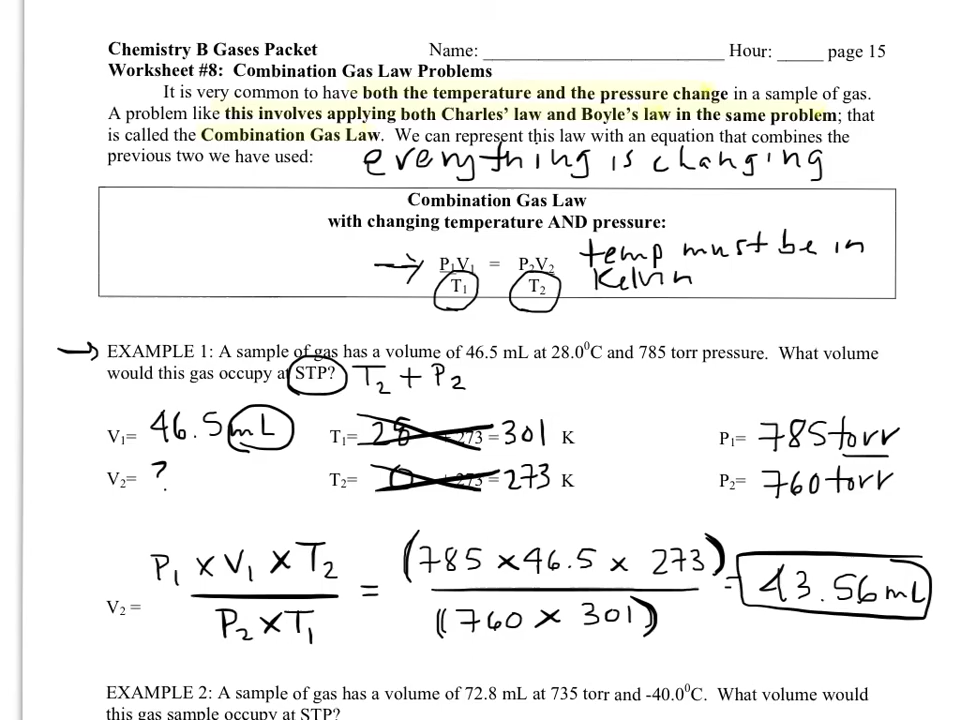 Chemistry B Gases Packet Name: ____________ Hour: _____ page 15
Worksheet #8: Combination Gas Law Problems
It is very common to have both the temperature and the pressure change in a sample of gas.
A problem like this involves applying both Charles' law and Boyle's law in the same problem; that
is called the Combination Gas Law. We can represent this law with an equation that combines the
previous two we have used: everything is changing
Combination Gas Law
with changing temperature AND pressure:
→ P₁V₁ = P₂V₂ temp must be in
T₁ T₂ Kelvin
→ EXAMPLE 1: A sample of gas has a volume of 46.5 mL at 28.0⁰C and 785 torr pressure. What volume
would this gas occupy at STP? T₂ + P₂
V₁= 46.5 mL T₁= 28 + 273 = 301 K P₁= 785 torr
V₂= ? T₂= 0 + 273 = 273 K P₂= 760 torr
P₁ x V₁ x T₂ (785 x 46.5 x 273)
V₂ = = = 43.56 mL
P₂ x T₁ (760 x 301)
EXAMPLE 2: A sample of gas has a volume of 72.8 mL at 735 torr and -40.0⁰C. What volume would
this gas sample occupy at STP?